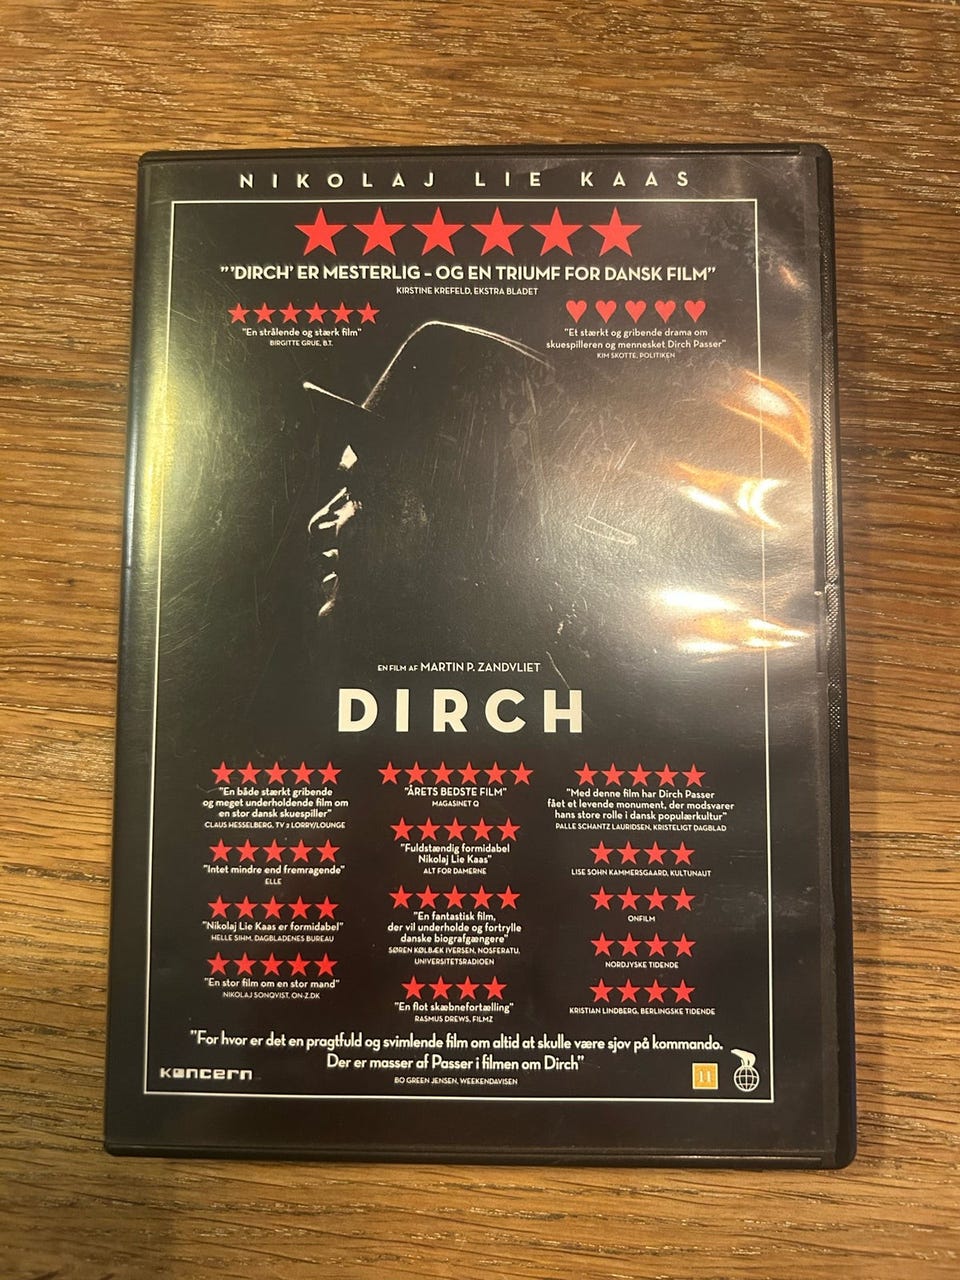 NIKOLAJ LIE KAAS
"'DIRCH' ER MESTERLIG – OG EN TRIUMF FOR DANSK FILM"
KIRSTINE KREFELD, EKSTRA BLADET
"En strålende og stærk film"
BIRGITTE GRUE, B.T.
"Et stærkt og gribende drama om
skuespilleren og mennesket Dirch Passer"
KIM SKOTTE, POLITIKEN
EN FILM AF MARTIN P. ZANDVLIET
DIRCH
"En både stærkt gribende
og meget underholdende film om
en stor dansk skuespiller"
CLAUS HESSELBERG, TV 2 LORRY/LOUNGE
"Intet mindre end fremragende"
ELLE
"Nikolaj Lie Kaas er formidabel"
HELLE SIHM, DAGBLADENES BUREAU
"En stor film om en stor mand"
NIKOLAJ SONQVIST, ON-Z.DK
"ÅRETS BEDSTE FILM"
MAGASINET Q
"Fuldstændig formidabel
Nikolaj Lie Kaas"
ALT FOR DAMERNE
"En fantastisk film,
der vil underholde og fortrylle
danske biografgængere"
SØREN KØLBÆK IVERSEN, NOSFERATU,
UNIVERSITETSRADIOEN
"En flot skæbnefortælling"
RASMUS DREWS, FILMZ
"Med denne film har Dirch Passer
fået et levende monument, der modsvarer
hans store rolle i dansk populærkultur"
PALLE SCHANTZ LAURIDSEN, KRISTELIGT DAGBLAD
LISE SOHN KAMMERSGAARD, KULTUNAUT
ONFILM
NORDJYSKE TIDENDE
KRISTIAN LINDBERG, BERLINGSKE TIDENDE
"For hvor er det en pragtfuld og svimlende film om altid at skulle være sjov på kommando.
Der er masser af Passer i filmen om Dirch"
BO GREEN JENSEN, WEEKENDAVISEN
køncern
11